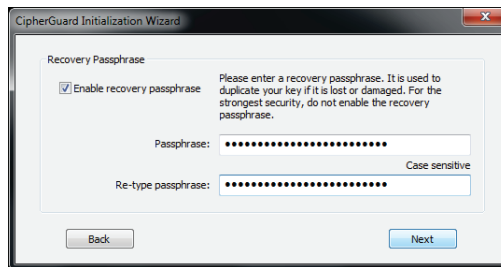 CipherGuard Initialization Wizard
x
Recovery Passphrase
Enable recovery passphrase
Please enter a recovery passphrase. It is used to
duplicate your key if it is lost or damaged. For the
strongest security, do not enable the recovery
passphrase.
Passphrase: •••••••••••••••••••••••••
Case sensitive
Re-type passphrase: •••••••••••••••••••••••••
Back
Next